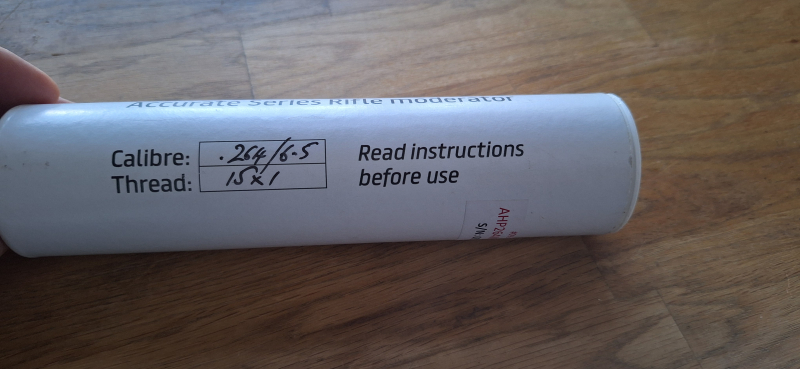 Accurate Series Rifle moderator
Calibre: .264/6.5
Thread: 15x1
Read instructions
before use
S/N